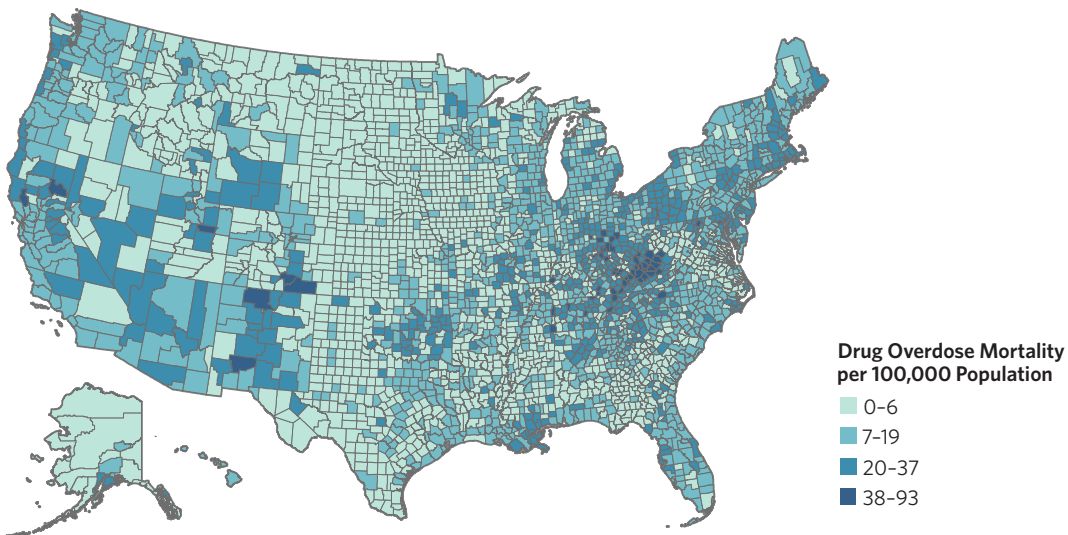 Drug Overdose Mortality
per 100,000 Population
0–6
7–19
20–37
38–93